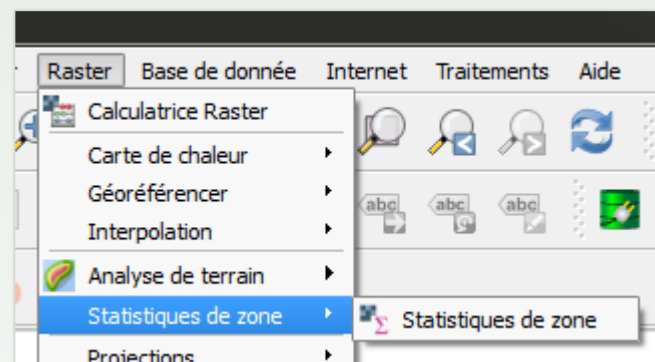 Raster Base de donnée Internet Traitements Aide
Calculatrice Raster
Carte de chaleur
Géoréférencer
Interpolation
Analyse de terrain
Statistiques de zone
Statistiques de zone
Projections
abc abc abc